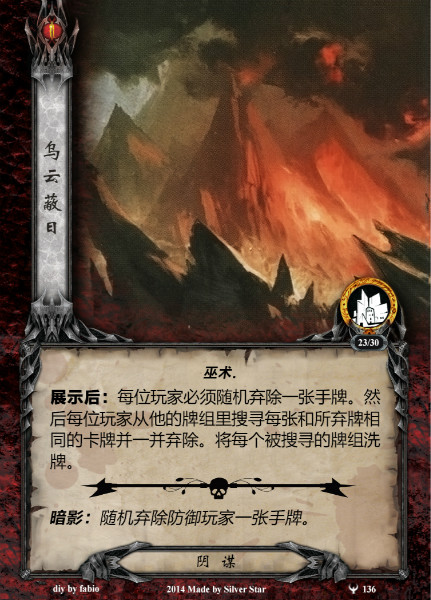 乌云蔽日
23/30
巫术.
展示后：每位玩家必须随机弃除一张手牌。然
后每位玩家从他的牌组里搜寻每张和所弃牌相
同的卡牌并一并弃除。将每个被搜寻的牌组洗
牌。
暗影：随机弃除防御玩家一张手牌。
阴谋
diy by fabio
2014 Made by Silver Star
136